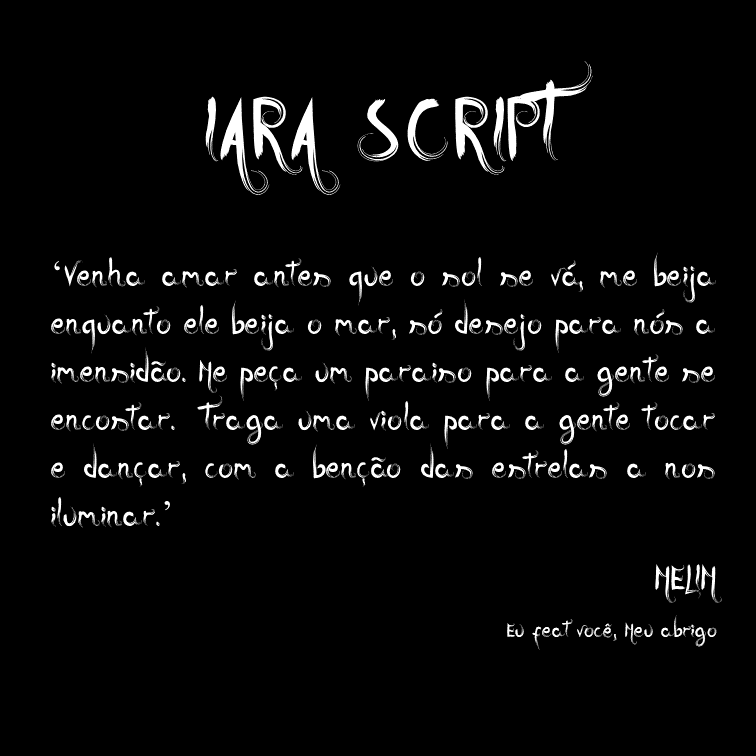 IARA SCRIPT
‘Venha amar antes que o sol se vá, me beija
enquanto ele beija o mar, só desejo para nós a
imensidão. Me peça um paraiso para a gente se
encostar. Traga uma viola para a gente tocar
e dançar, com a benção das estrelas a nos
iluminar.’
MELIM
Eu feat você, Meu abrigo